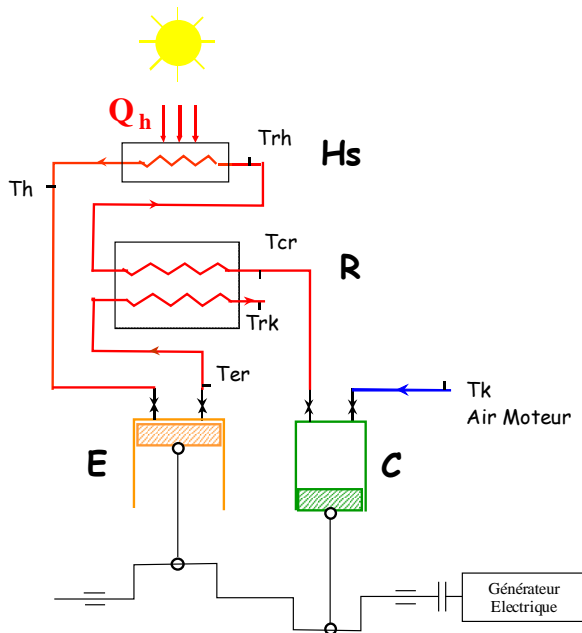 Q h
Trh
Hs
Th
Tcr
R
Trk
Ter
Tk
Air Moteur
E
C
Générateur
Electrique